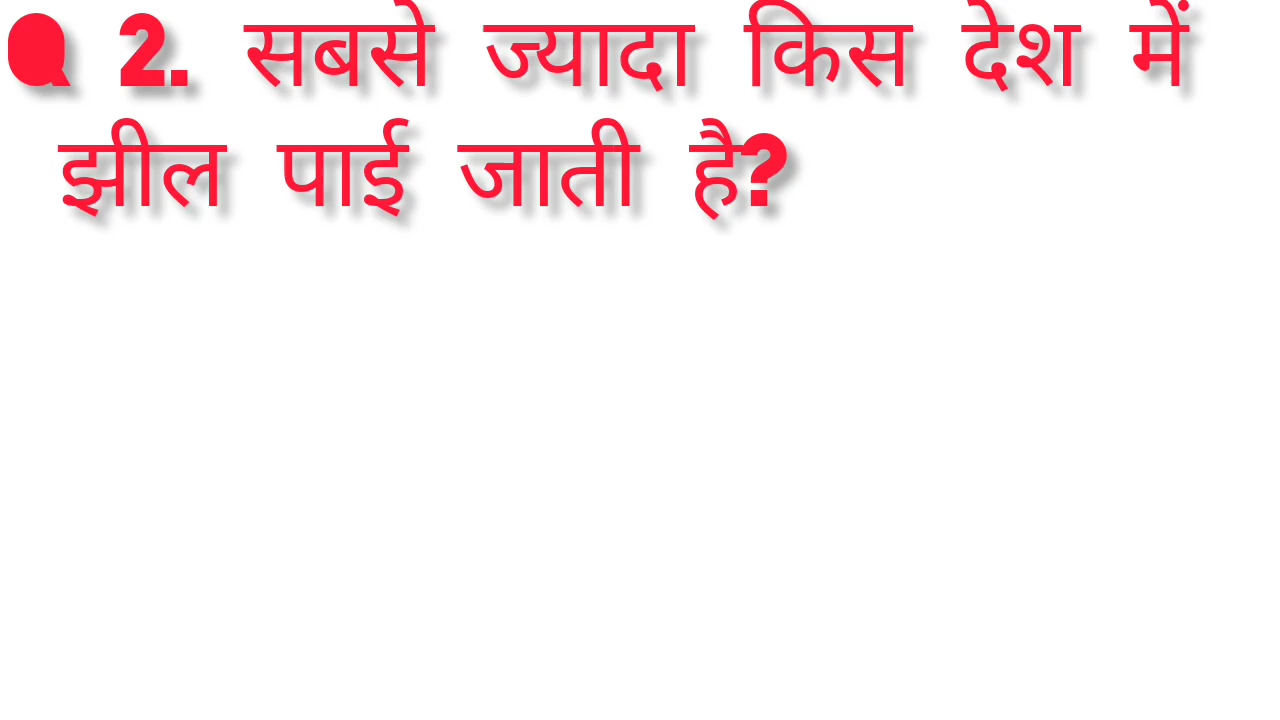 Q 2. सबसे ज्यादा किस देश में
झील पाई जाती है?